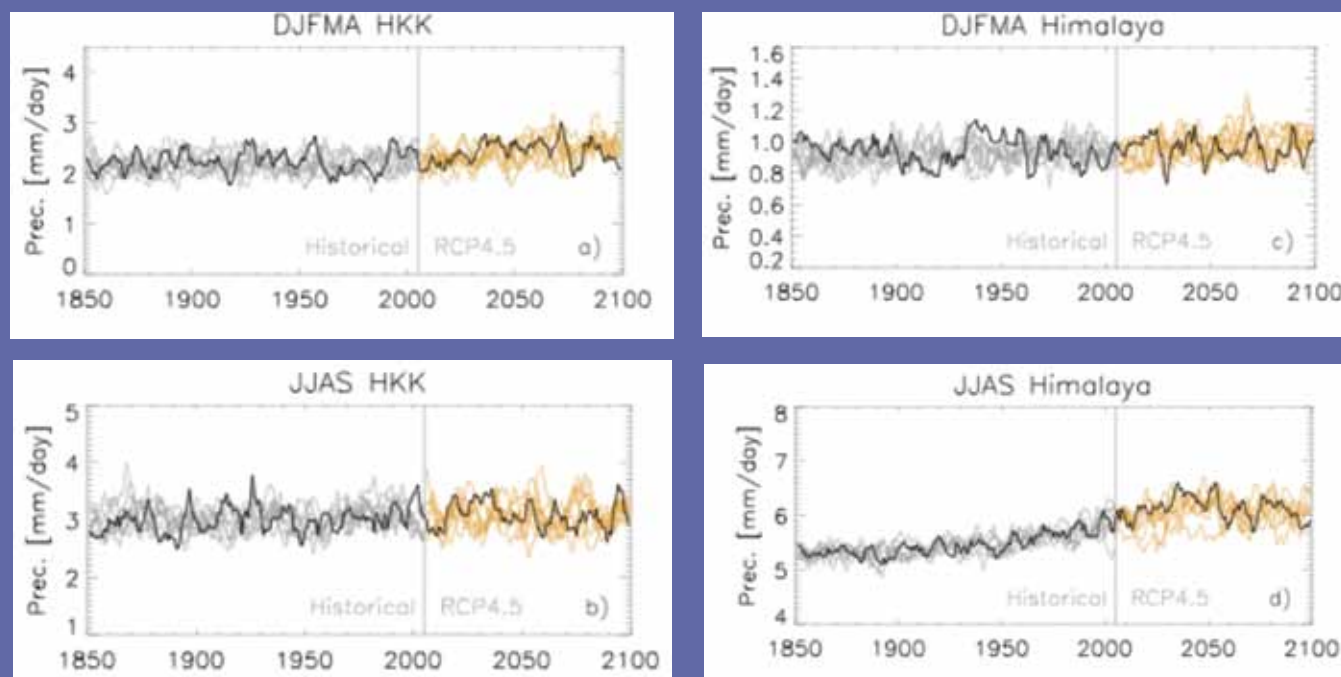 DJFMA HKK
Prec. [mm/day]
4
3
2
1
0
Historical RCP4.5 a)
1850 1900 1950 2000 2050 2100
DJFMA Himalaya
Prec. [mm/day]
1.6
1.4
1.2
1.0
0.8
0.6
0.4
0.2
Historical RCP4.5 c)
1850 1900 1950 2000 2050 2100
JJAS HKK
Prec. [mm/day]
5
4
3
2
1
Historical RCP4.5 b)
1850 1900 1950 2000 2050 2100
JJAS Himalaya
Prec. [mm/day]
8
7
6
5
4
Historical RCP4.5 d)
1850 1900 1950 2000 2050 2100